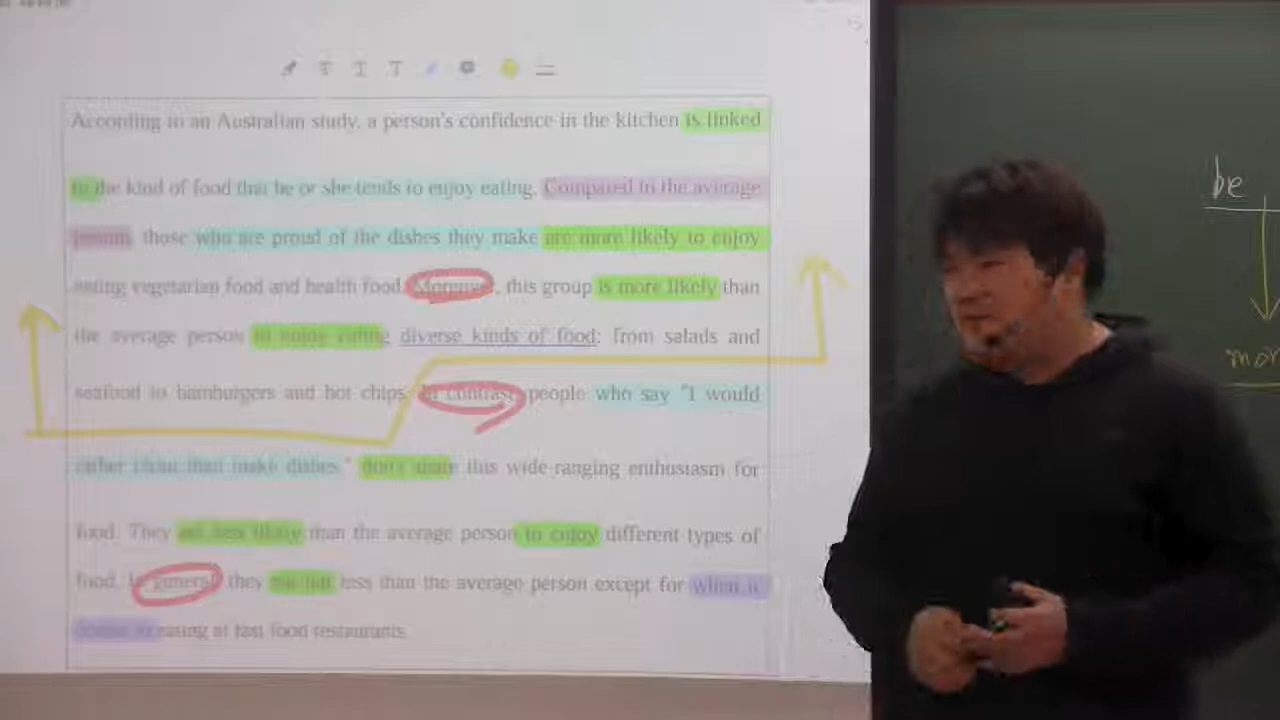 According to an Australian study, a person's confidence in the kitchen is linked
to the kind of food that he or she tends to enjoy eating. Compared to the average
person, those who are proud of the dishes they make are more likely to enjoy
eating vegetarian food and health food. Moreover, this group is more likely than
the average person to enjoy eating diverse kinds of food: from salads and
seafood to hamburgers and hot chips. In contrast, people who say "I would
rather clean than make dishes." don't share this wide-ranging enthusiasm for
food. They are less likely than the average person to enjoy different types of
food. In general, they eat out less than the average person except for when it
comes to eating at fast food restaurants.
be
mor